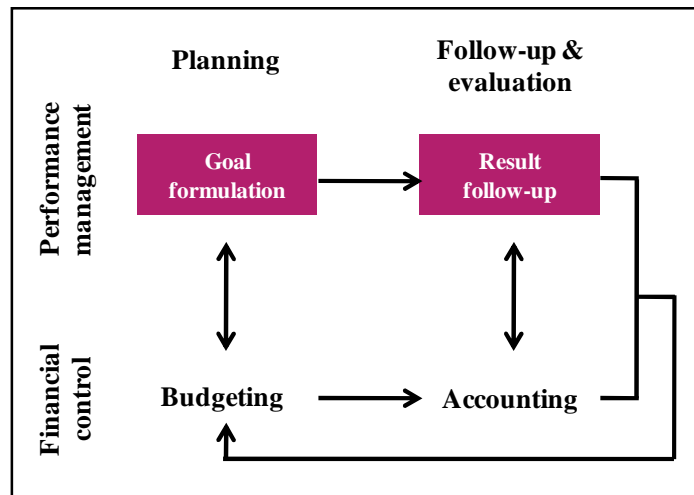 Planning
Follow-up &
evaluation
Performance
management
Goal
formulation
Result
follow-up
Financial
control
Budgeting
Accounting